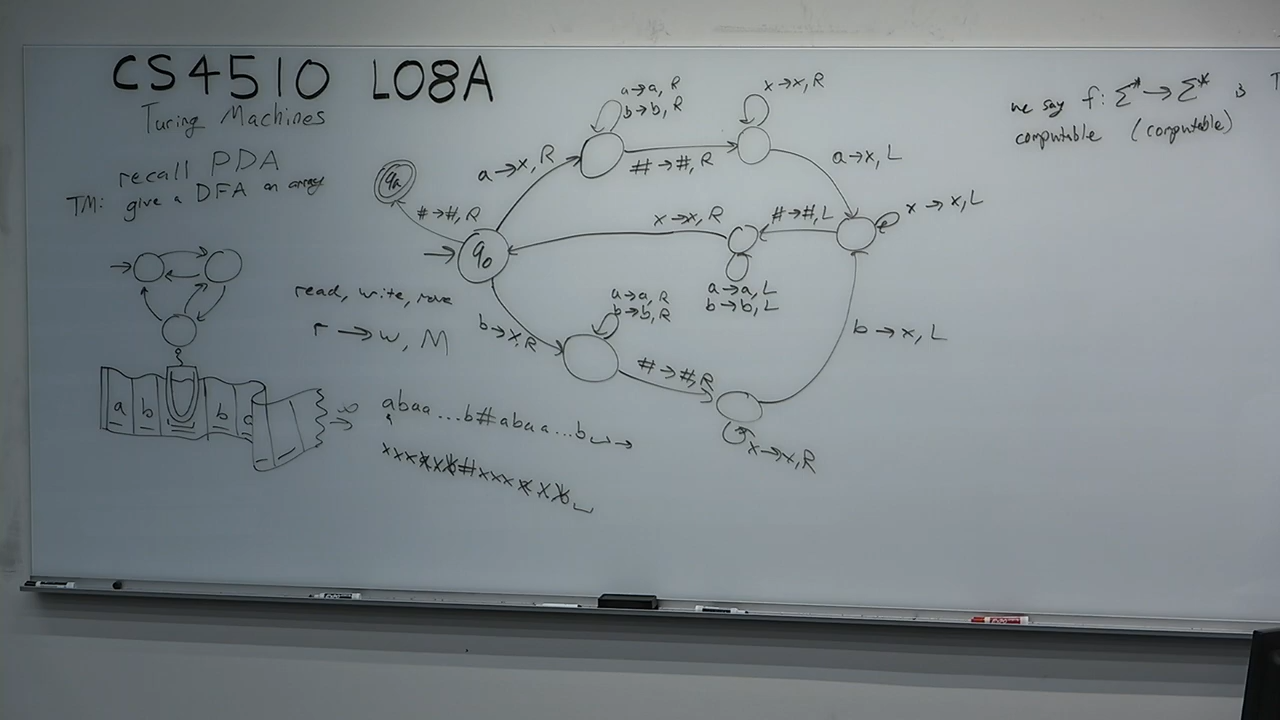 CS4510 L08A
Turing Machines
recall PDA
TM: give a DFA on array
a b b
read, write, move
r → w, M
abaa...b#abaa...b␣→
xxxxxx#xxxxxx␣
q₀
qₐ
#→#, R
a→x, R
a→a, R
b→b, R
#→#, R
x→x, R
a→x, L
x→x, L
#→#, L
a→a, L
b→b, L
x→x, R
b→x, R
a→a, R
b→b, R
#→#, R
x→x, R
b→x, L
we say f: Σ* → Σ* is
computable (computable)